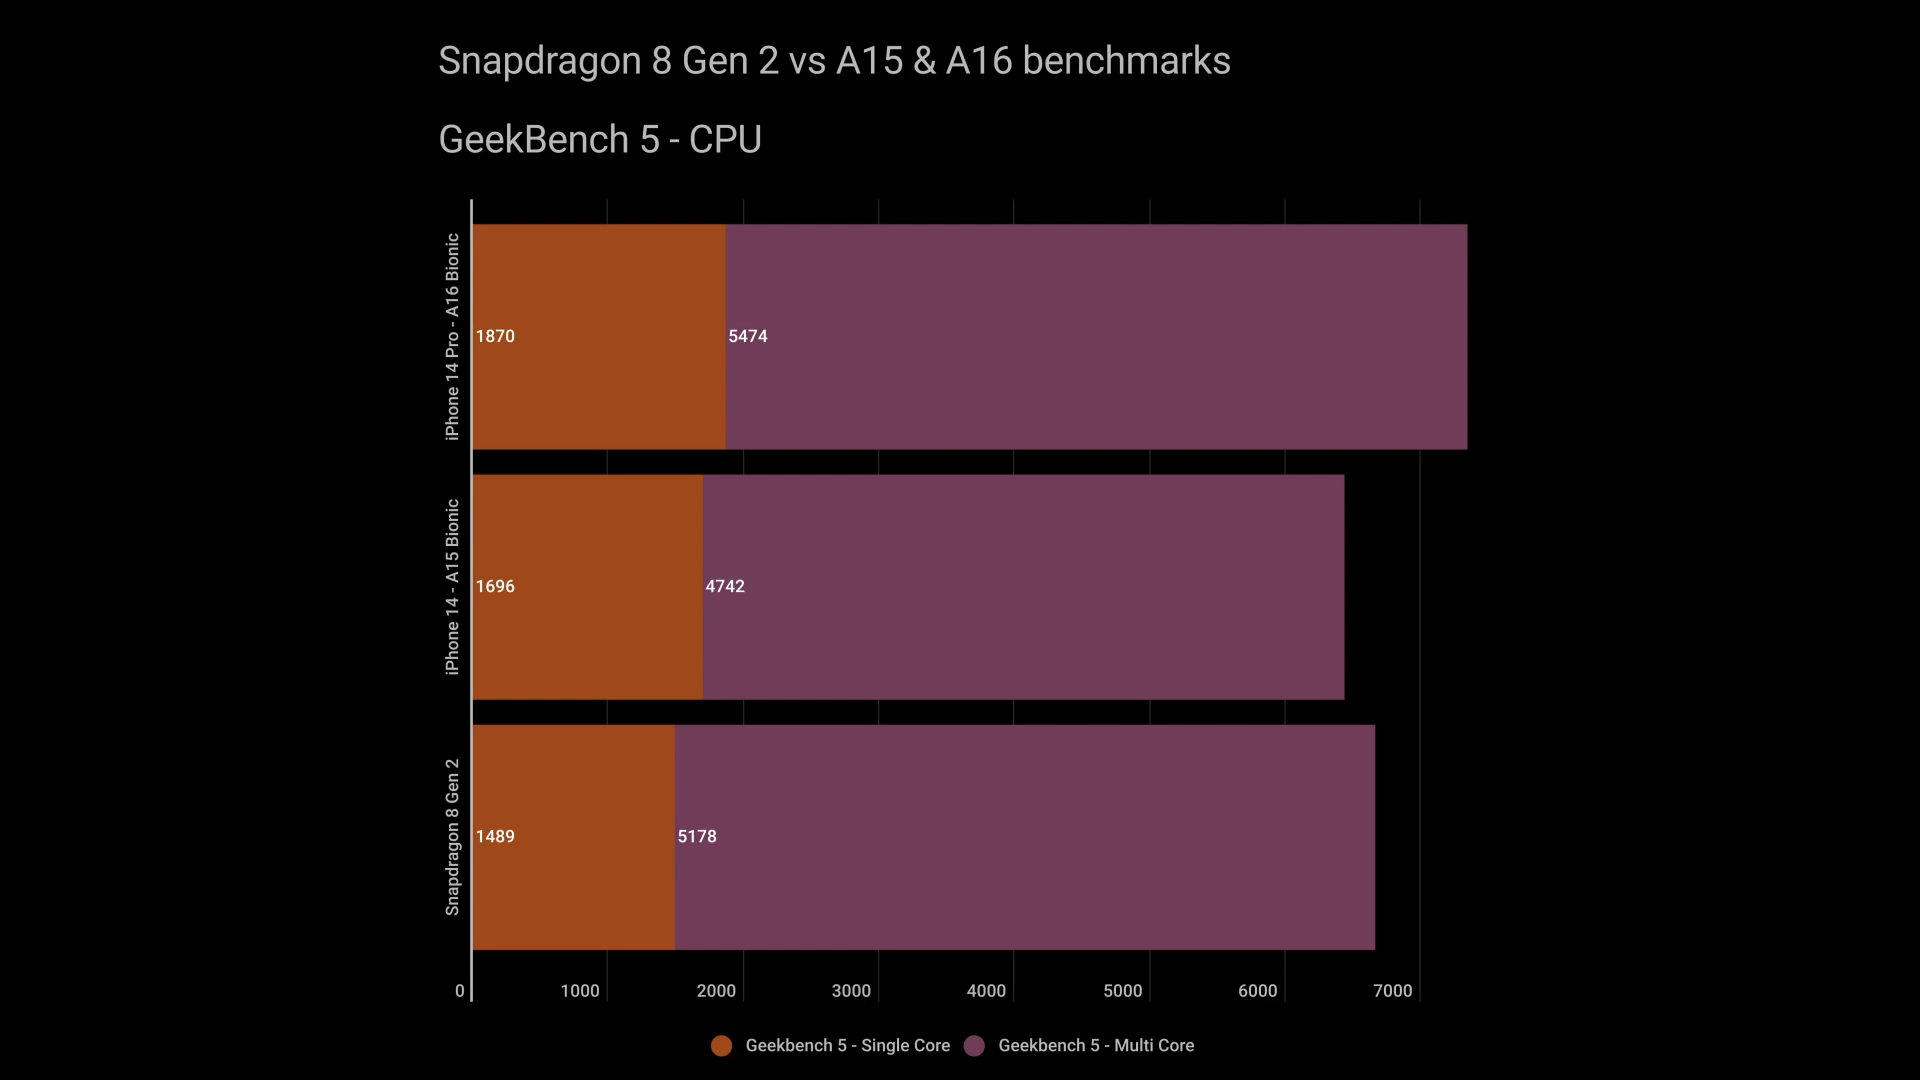 Snapdragon 8 Gen 2 vs A15 & A16 benchmarks
GeekBench 5 - CPU
iPhone 14 Pro - A16 Bionic
1870
5474
iPhone 14 - A15 Bionic
1696
4742
Snapdragon 8 Gen 2
1489
5178
0 1000 2000 3000 4000 5000 6000 7000
Geekbench 5 - Single Core Geekbench 5 - Multi Core